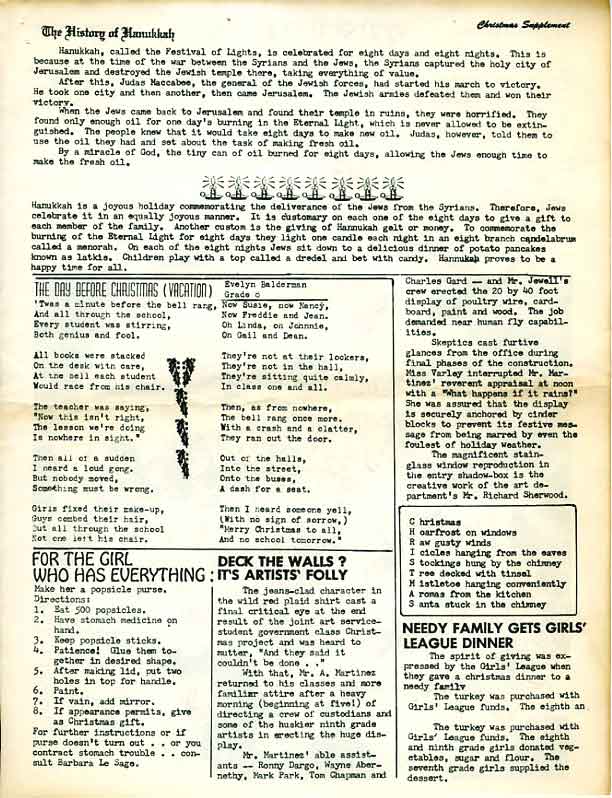 The History of Hanukkah
Christmas Supplement
Hanukkah, called the Festival of Lights, is celebrated for eight days and eight nights. This is
because at the time of the war between the Syrians and the Jews, the Syrians captured the holy city of
Jerusalem and destroyed the Jewish temple there, taking everything of value.
After this, Judas Maccabee, the general of the Jewish forces, had started his march to victory.
He took one city and then another, then came Jerusalem. The Jewish armies defeated them and won their
victory.
When the Jews came back to Jerusalem and found their temple in ruins, they were horrified. They
found only enough oil for one day's burning in the Eternal Light, which is never allowed to be extin-
guished. The people knew that it would take eight days to make new oil. Judas, however, told them to
use the oil they had and set about the task of making fresh oil.
By a miracle of God, the tiny can of oil burned for eight days, allowing the Jews enough time to
make the fresh oil.
Hanukkah is a joyous holiday commemorating the deliverance of the Jews from the Syrians. Therefore, Jews
celebrate it in an equally joyous manner. It is customary on each one of the eight days to give a gift to
each member of the family. Another custom is the giving of Hannukah gelt or money. To commemorate the
burning of the Eternal Light for eight days they light one candle each night in an eight branch candelabrum
called a menorah. On each of the eight nights Jews sit down to a delicious dinner of potato pancakes
known as latkis. Children play with a top called a dredel and bet with candy. Hannukah proves to be a
happy time for all.
THE DAY BEFORE CHRISTMAS (VACATION)
Evelyn Balderman
Grade
'Twas a minute before the bell rang,
And all through the school,
Every student was stirring,
Both genius and fool.
All books were stacked
On the desk with care,
At the bell each student
Would race from his chair.
The teacher was saying,
"Now this isn't right,
The lesson we're doing
Is nowhere in sight."
Then all of a sudden
I heard a loud gong.
But nobody moved,
Something must be wrong.
Girls fixed their make-up,
Guys combed their hair,
But all through the school
Not one left his chair.
Now Susie, now Nancy,
Now Freddie and Jean.
Oh Linda, on Johnnie,
On Gail and Dean.
They're not at their lockers,
They're not in the hall,
They're sitting quite calmly,
In class one and all.
Then, as from nowhere,
The bell rang once more.
With a crash and a clatter,
They ran out the door.
Out of the halls,
Into the street,
Onto the buses,
A dash for a seat.
Then I heard someone yell,
(With no sign of sorrow,)
"Merry Christmas to all,
And no school tomorrow."
FOR THE GIRL
WHO HAS EVERYTHING:
Make her a popsicle purse.
Directions:
1. Eat 500 popsicles.
2. Have stomach medicine on
hand.
3. Keep popsicle sticks.
4. Patience! Glue them to-
gether in desired shape.
5. After making lid, put two
holes in top for handle.
6. Paint.
7. If vain, add mirror.
8. If appearance permits, give
as Christmas gift.
For further instructions or if
purse doesn't turn out . . or you
contract stomach trouble . . con-
sult Barbara Le Sage.
DECK THE WALLS ?
IT'S ARTISTS' FOLLY
The jeans-clad character in
the wild red plaid shirt cast a
final critical eye at the end
result of the joint art service-
student government class Christ-
mas project and was heard to
mutter, "And they said it
couldn't be done . ."
With that, Mr. A. Martinez
returned to his classes and more
familiar attire after a heavy
morning (beginning at five!) of
directing a crew of custodians and
some of the huskier ninth grade
artists in erecting the huge dis-
play.
Mr. Martinez' able assist-
ants -- Ronny Dargo, Wayne Aber-
nethy, Mark Park, Tom Chapman and
Charles Gard -- and Mr. Jewell's
crew erected the 20 by 40 foot
display of poultry wire, card-
board, paint and wood. The job
demanded near human fly capabil-
ities.
Skeptics cast furtive
glances from the office during
final phases of the construction.
Miss Varley interrupted Mr. Mar-
tinez' reverent appraisal at noon
with a "What happens if it rains?"
She was assured that the display
is securely anchored by cinder
blocks to prevent its festive mes-
sage from being marred by even the
foulest of holiday weather.
The magnificent stain-
glass window reproduction in
the entry shadow-box is the
creative work of the art de-
partment's Mr. Richard Sherwood.
C hristmas
H oarfrost on windows
R aw gusty winds
I cicles hanging from the eaves
S tockings hung by the chimney
T ree decked with tinsel
M istletoe hanging conveniently
A romas from the kitchen
S anta stuck in the chimney
NEEDY FAMILY GETS GIRLS'
LEAGUE DINNER
The spirit of giving was ex-
pressed by the Girls' League when
they gave a christmas dinner to a
needy family
The turkey was purchased with
Girls' League funds. The eighth an
The turkey was purchased with
Girls' League funds. The eighth
and ninth grade girls donated veg-
etables, sugar and flour. The
seventh grade girls supplied the
dessert.